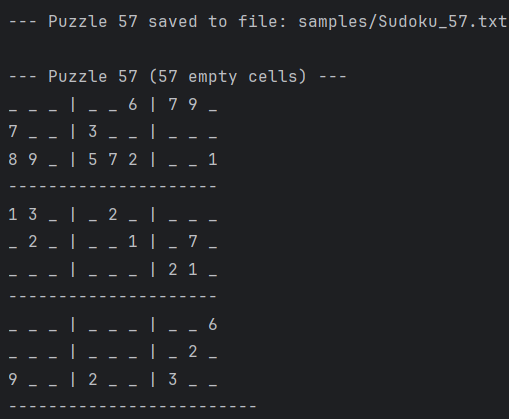 --- Puzzle 57 saved to file: samples/Sudoku_57.txt
--- Puzzle 57 (57 empty cells) ---
_ _ _ | _ _ 6 | 7 9 _
7 _ _ | 3 _ _ | _ _ _
8 9 _ | 5 7 2 | _ _ 1
---------------------
1 3 _ | _ 2 _ | _ _ _
_ 2 _ | _ _ 1 | _ 7 _
_ _ _ | _ _ _ | 2 1 _
---------------------
_ _ _ | _ _ _ | _ _ 6
_ _ _ | _ _ _ | _ 2 _
9 _ _ | 2 _ _ | 3 _ _
-------------------------